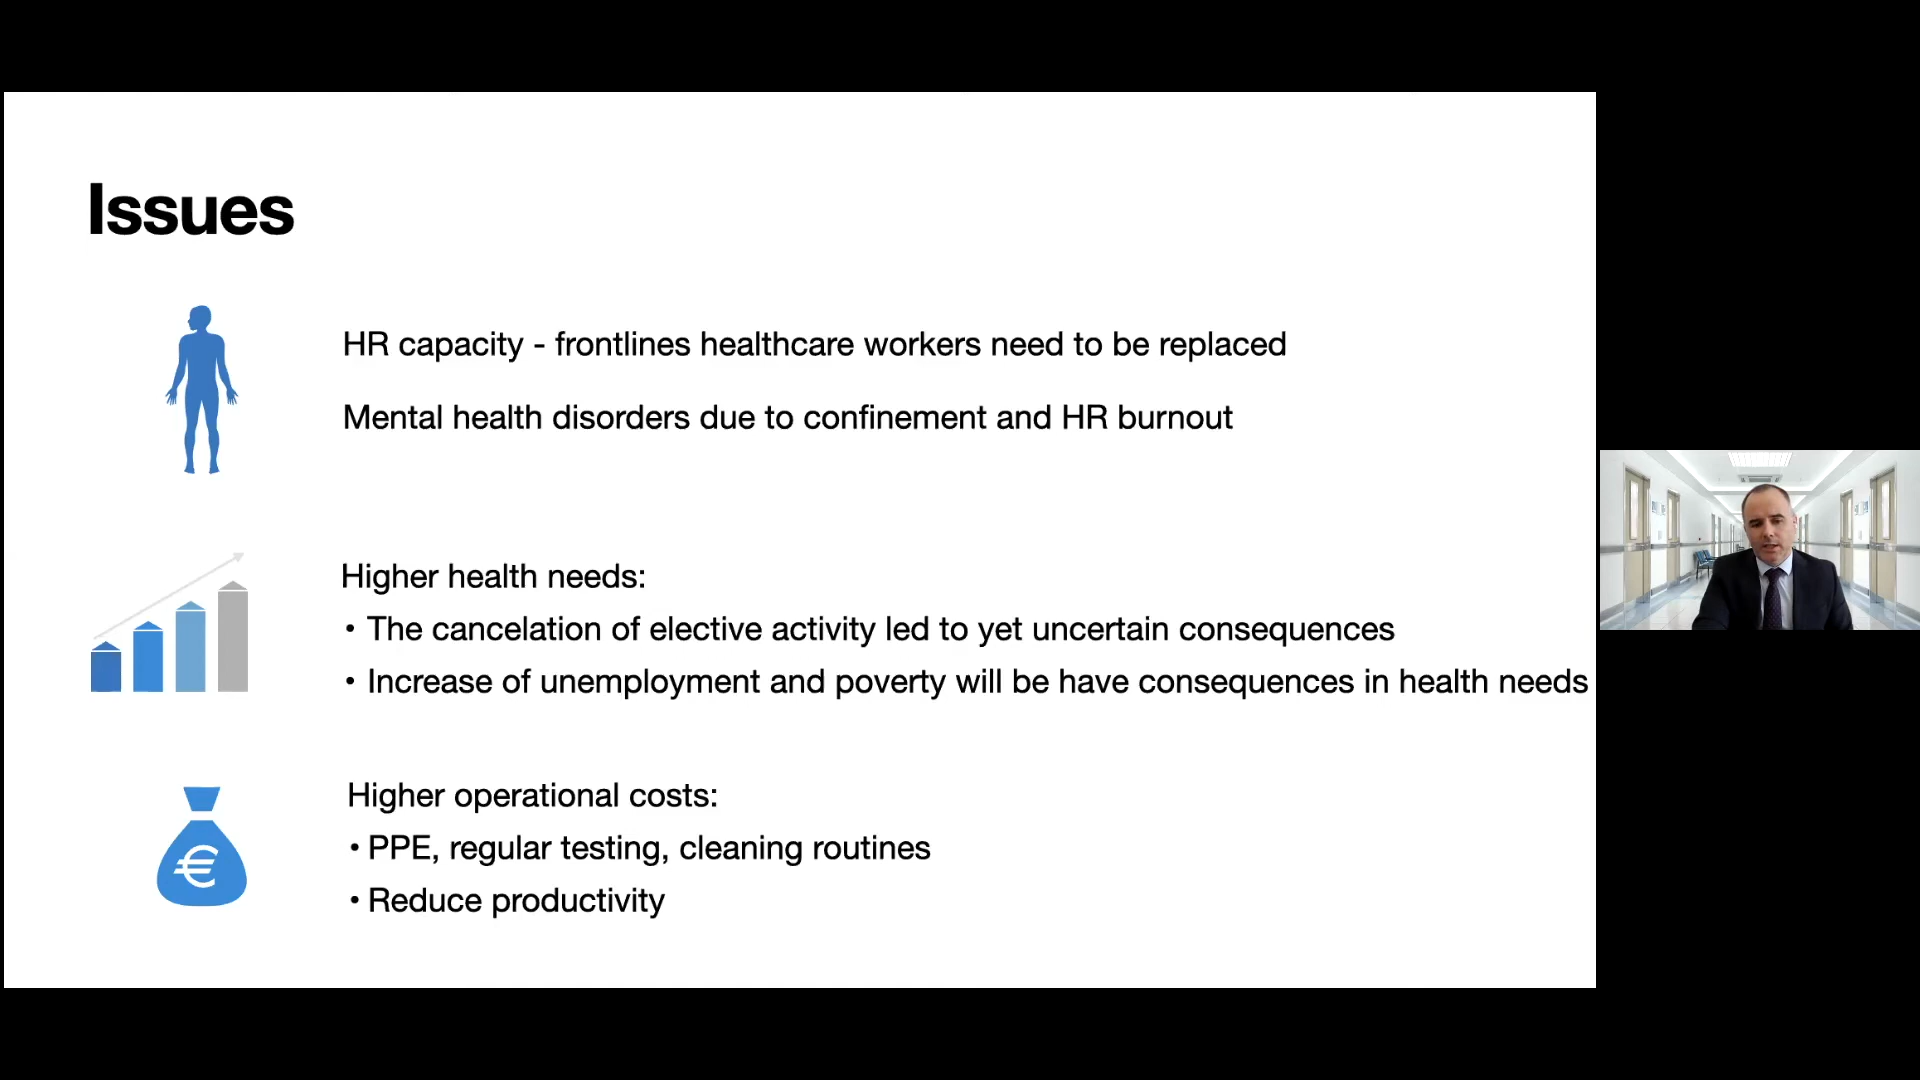 Issues
HR capacity - frontlines healthcare workers need to be replaced
Mental health disorders due to confinement and HR burnout
Higher health needs:
• The cancelation of elective activity led to yet uncertain consequences
• Increase of unemployment and poverty will be have consequences in health needs
Higher operational costs:
• PPE, regular testing, cleaning routines
• Reduce productivity
€